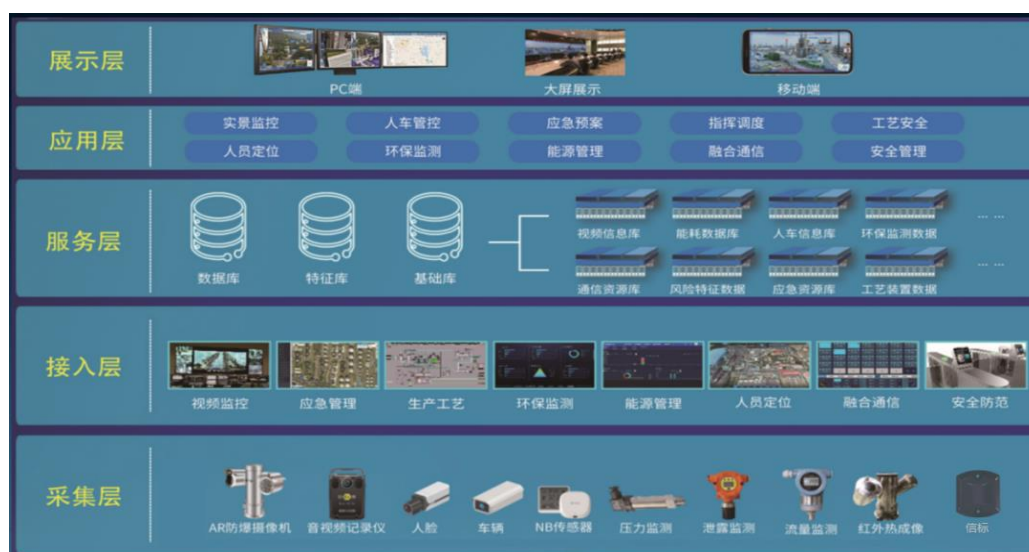 展示层
PC端 大屏展示 移动端
应用层
实景监控 人车管控 应急预案 指挥调度 工艺安全
人员定位 环保监测 能源管理 融合通信 安全管理
服务层
数据库 特征库 基础库
视频信息库 能耗数据库 人车信息库 环保监测数据 … …
通信资源库 风险特征数据 应急资源库 工艺装置数据 … …
接入层
视频监控 应急管理 生产工艺 环保监测 能源管理 人员定位 融合通信 安全防范
采集层
AR防爆摄像机 音视频记录仪 人脸 车辆 NB传感器 压力监测 泄露监测 流量监测 红外热成像 信标